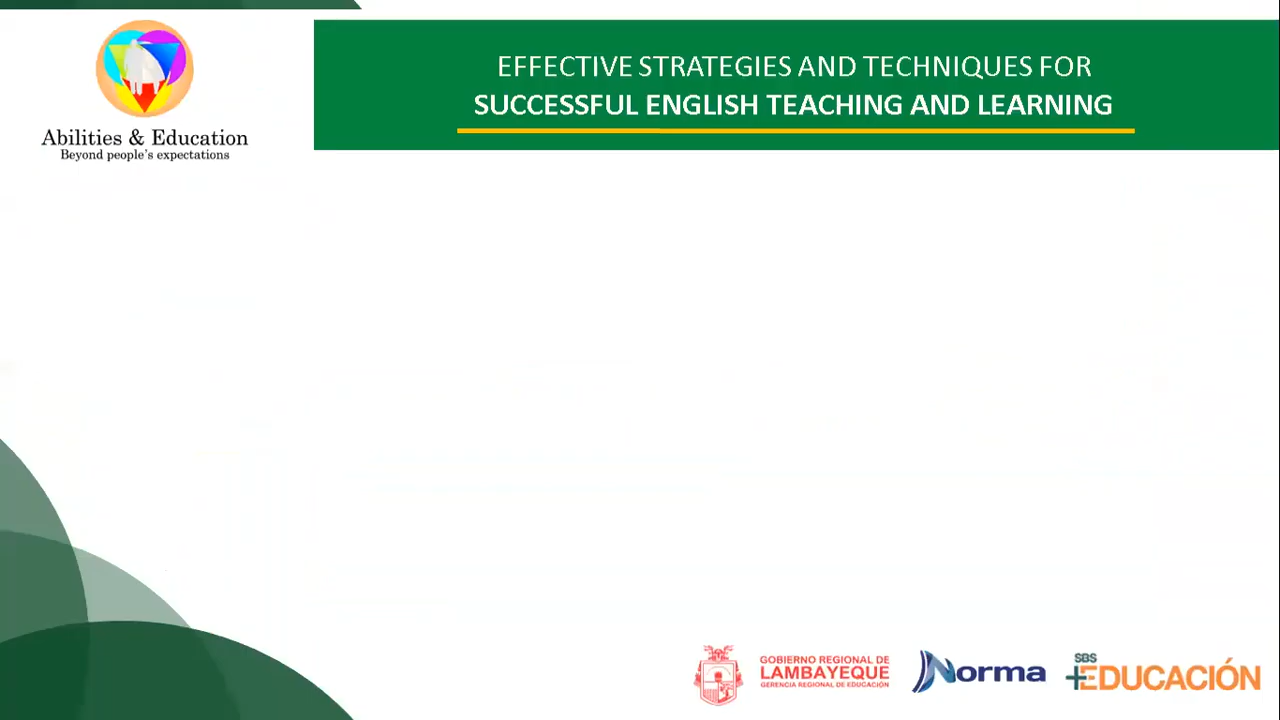 EFFECTIVE STRATEGIES AND TECHNIQUES FOR
SUCCESSFUL ENGLISH TEACHING AND LEARNING
Abilities & Education
Beyond people's expectations
GOBIERNO REGIONAL DE
LAMBAYEQUE
GERENCIA REGIONAL DE EDUCACIÓN
Norma
SBS
+EDUCACIÓN